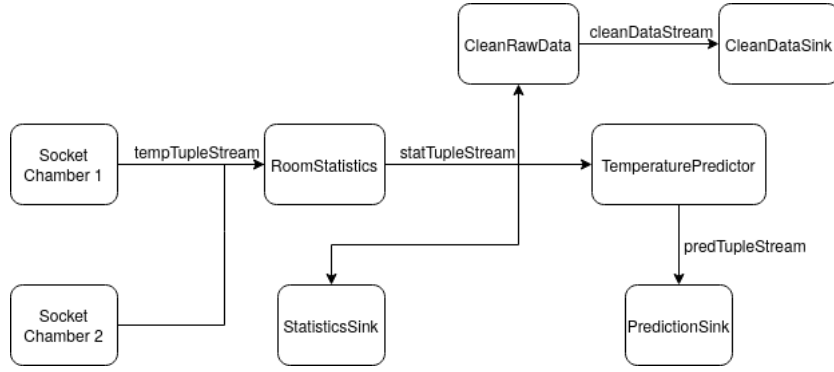 CleanRawData
cleanDataStream
CleanDataSink
Socket
Chamber 1
tempTupleStream
RoomStatistics
statTupleStream
TemperaturePredictor
predTupleStream
Socket
Chamber 2
StatisticsSink
PredictionSink